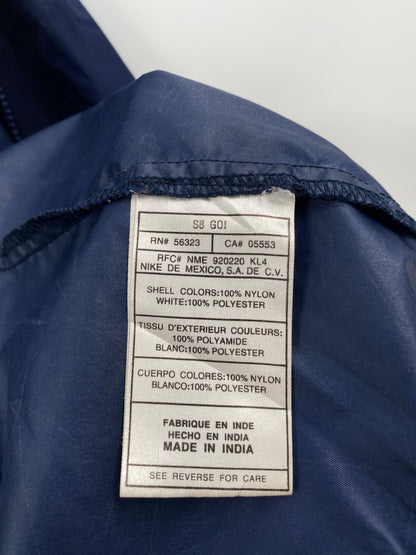 S8 GOI
RN# 56323 CA# 05553
RFC# NME 920220 KL4
NIKE DE MEXICO, S.A. DE C.V.
SHELL COLORS:100% NYLON
WHITE:100% POLYESTER
TISSU D'EXTERIEUR COULEURS:
100% POLYAMIDE
BLANC:100% POLYESTER
CUERPO COLORES:100% NYLON
BLANCO:100% POLYESTER
FABRIQUE EN INDE
HECHO EN INDIA
MADE IN INDIA
SEE REVERSE FOR CARE